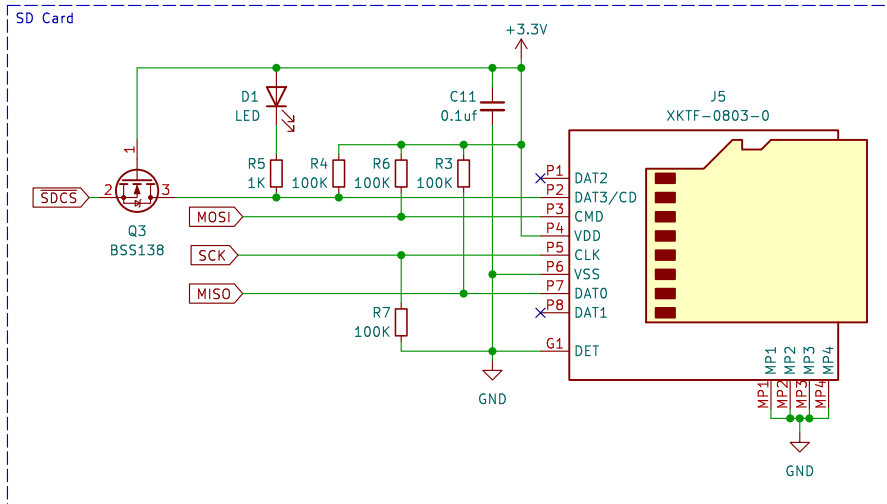 SD Card
+3.3V
D1
LED
C11
0.1uf
J5
XKTF-0803-0
1
R5
1K
R4
100K
R6
100K
R3
100K
P1
DAT2
SDCS
2
3
P2
DAT3/CD
MOSI
P3
CMD
Q3
BSS138
P4
VDD
SCK
P5
CLK
P6
VSS
MISO
P7
DAT0
P8
DAT1
R7
100K
G1
DET
MP1
MP2
MP3
MP4
MP1
MP2
MP3
MP4
GND
GND